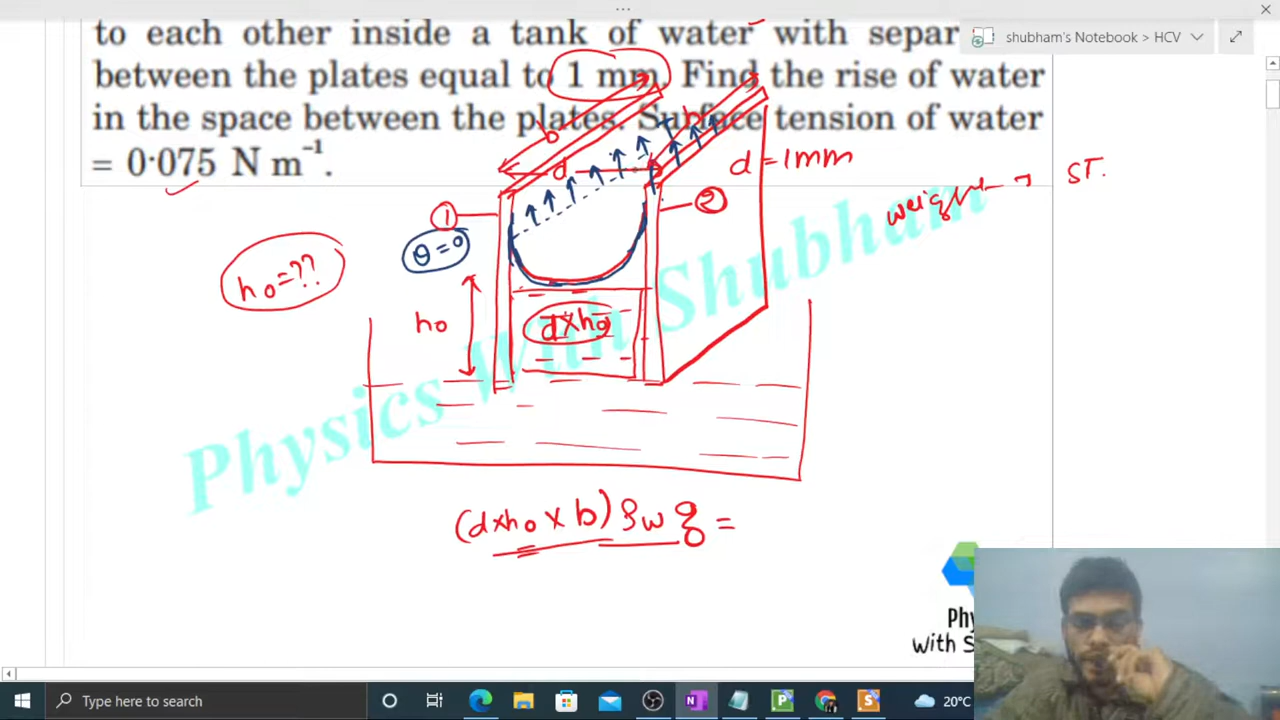 to each other inside a tank of water with separ
shubham's Notebook > HCV
between the plates equal to 1 mm. Find the rise of water
in the space between the plates. Surface tension of water
= 0·075 N m⁻¹.
b
b
d
d = 1mm
weight → ST.
1
2
θ=0
h₀=??
h₀
d×h₀
Physics With Shubham
(d×h₀ × b) ρw g =
Phy
With S
Type here to search
20°C